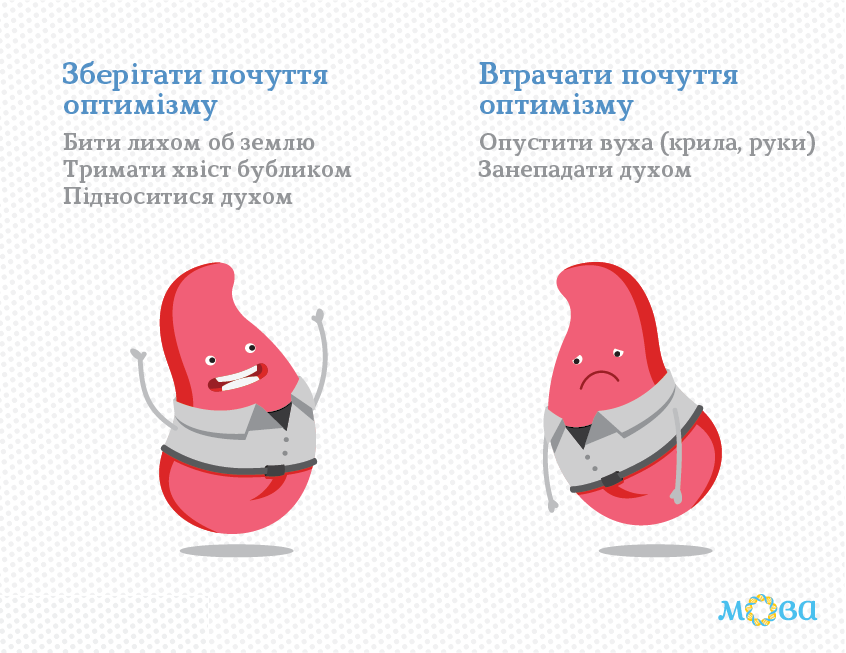 Зберігати почуття
оптимізму
Бити лихом об землю
Тримати хвіст бубликом
Підноситися духом
Втрачати почуття
оптимізму
Опустити вуха (крила, руки)
Занепадати духом
мова